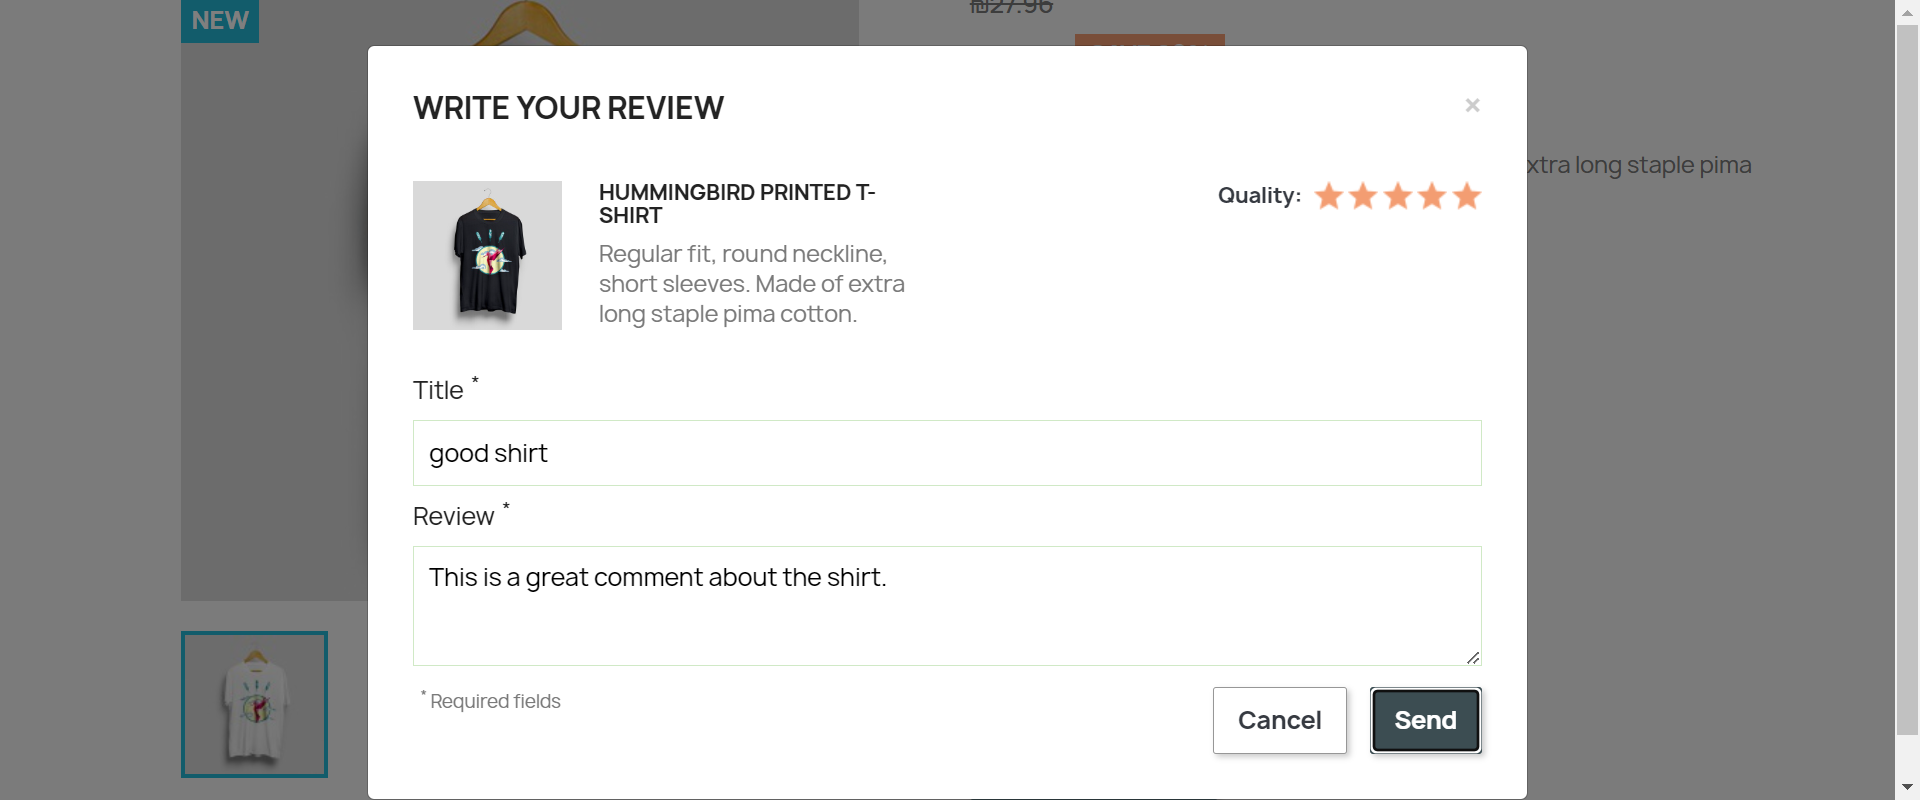 NEW
₪27.96
WRITE YOUR REVIEW
×
HUMMINGBIRD PRINTED T-
SHIRT
Quality:
Regular fit, round neckline,
short sleeves. Made of extra
long staple pima cotton.
xtra long staple pima
Title *
good shirt
Review *
This is a great comment about the shirt.
* Required fields
Cancel
Send